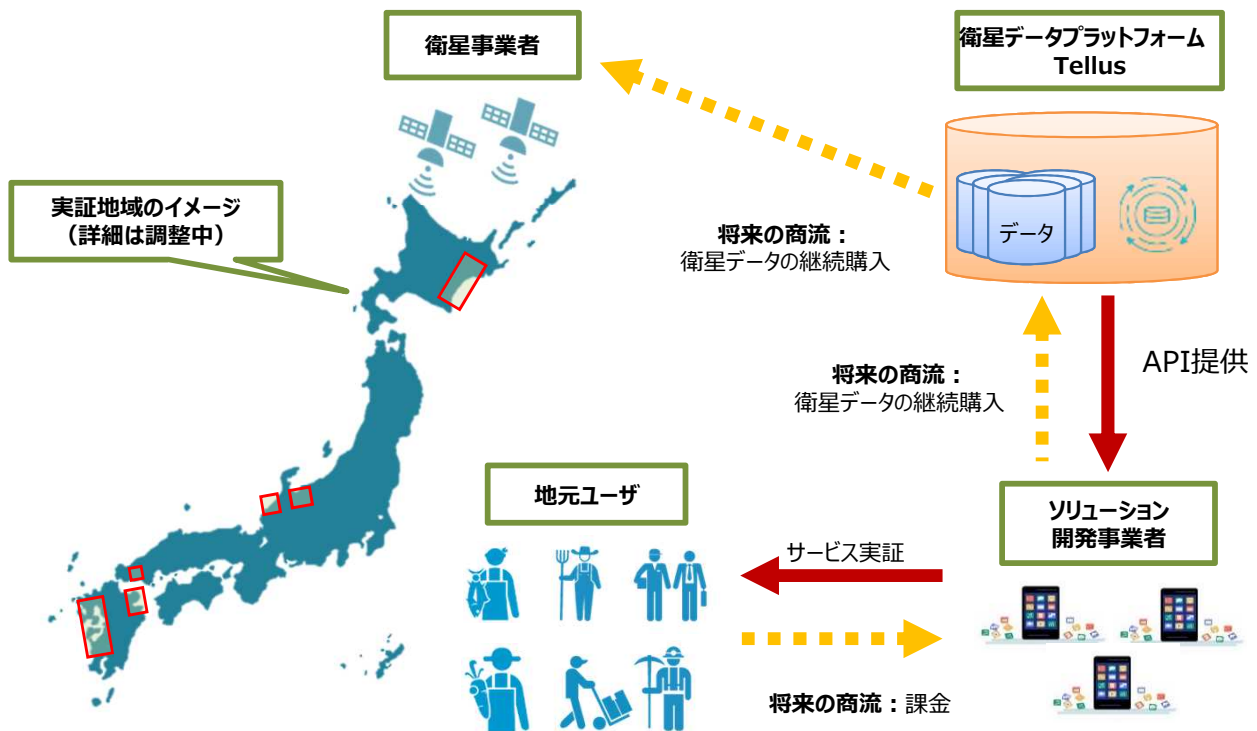 衛星事業者
衛星データプラットフォーム
Tellus
実証地域のイメージ
（詳細は調整中）
データ
将来の商流：
衛星データの継続購入
API提供
将来の商流：
衛星データの継続購入
地元ユーザ
ソリューション
開発事業者
サービス実証
将来の商流：課金